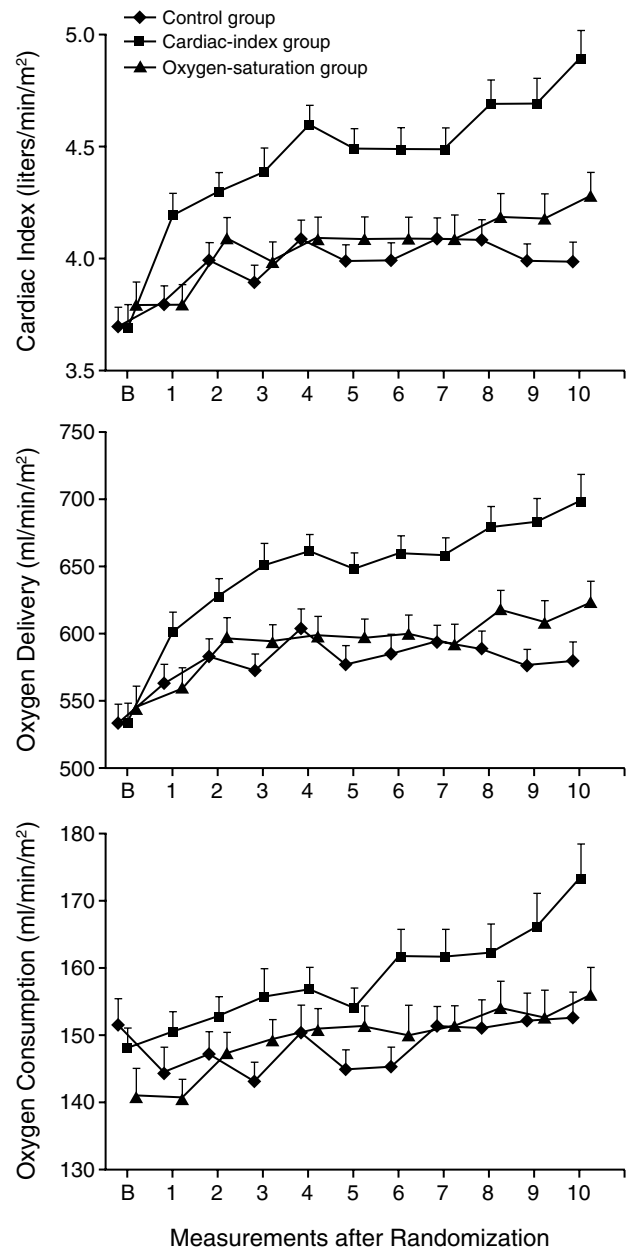 Control group
Cardiac-index group
Oxygen-saturation group
Cardiac Index (liters/min/m²)
5.0
4.5
4.0
3.5
B 1 2 3 4 5 6 7 8 9 10
Oxygen Delivery (ml/min/m²)
750
700
650
600
550
500
B 1 2 3 4 5 6 7 8 9 10
Oxygen Consumption (ml/min/m²)
180
170
160
150
140
130
B 1 2 3 4 5 6 7 8 9 10
Measurements after Randomization